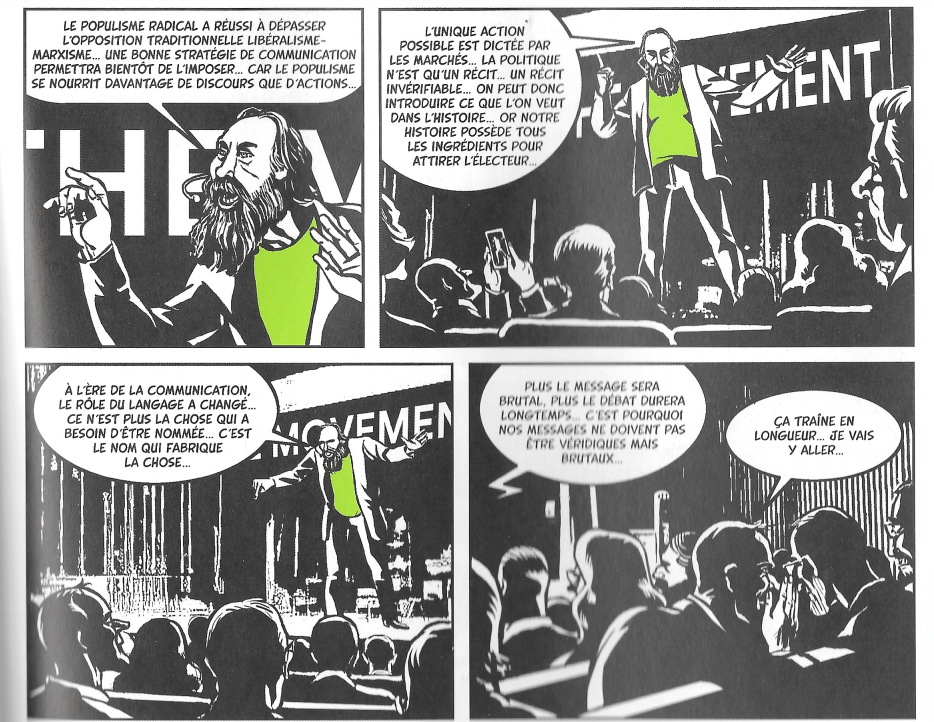 LE POPULISME RADICAL A RÉUSSI À DÉPASSER
L'OPPOSITION TRADITIONNELLE LIBÉRALISME-
MARXISME... UNE BONNE STRATÉGIE DE COMMUNICATION
PERMETTRA BIENTÔT DE L'IMPOSER... CAR LE POPULISME
SE NOURRIT DAVANTAGE DE DISCOURS QUE D'ACTIONS...
THE M
L'UNIQUE ACTION
POSSIBLE EST DICTÉE PAR
LES MARCHÉS... LA POLITIQUE
N'EST QU'UN RÉCIT... UN RÉCIT
INVÉRIFIABLE... ON PEUT DONC
INTRODUIRE CE QUE L'ON VEUT
DANS L'HISTOIRE... OR NOTRE
HISTOIRE POSSÈDE TOUS
LES INGRÉDIENTS POUR
ATTIRER L'ÉLECTEUR...
THE MOVEMENT
À L'ÈRE DE LA COMMUNICATION,
LE RÔLE DU LANGAGE A CHANGÉ...
CE N'EST PLUS LA CHOSE QUI A
BESOIN D'ÊTRE NOMMÉE... C'EST
LE NOM QUI FABRIQUE
LA CHOSE...
E MOVEMEN
PLUS LE MESSAGE SERA
BRUTAL, PLUS LE DÉBAT DURERA
LONGTEMPS... C'EST POURQUOI
NOS MESSAGES NE DOIVENT PAS
ÊTRE VÉRIDIQUES MAIS
BRUTAUX...
ÇA TRAÎNE EN
LONGUEUR... JE VAIS
Y ALLER...